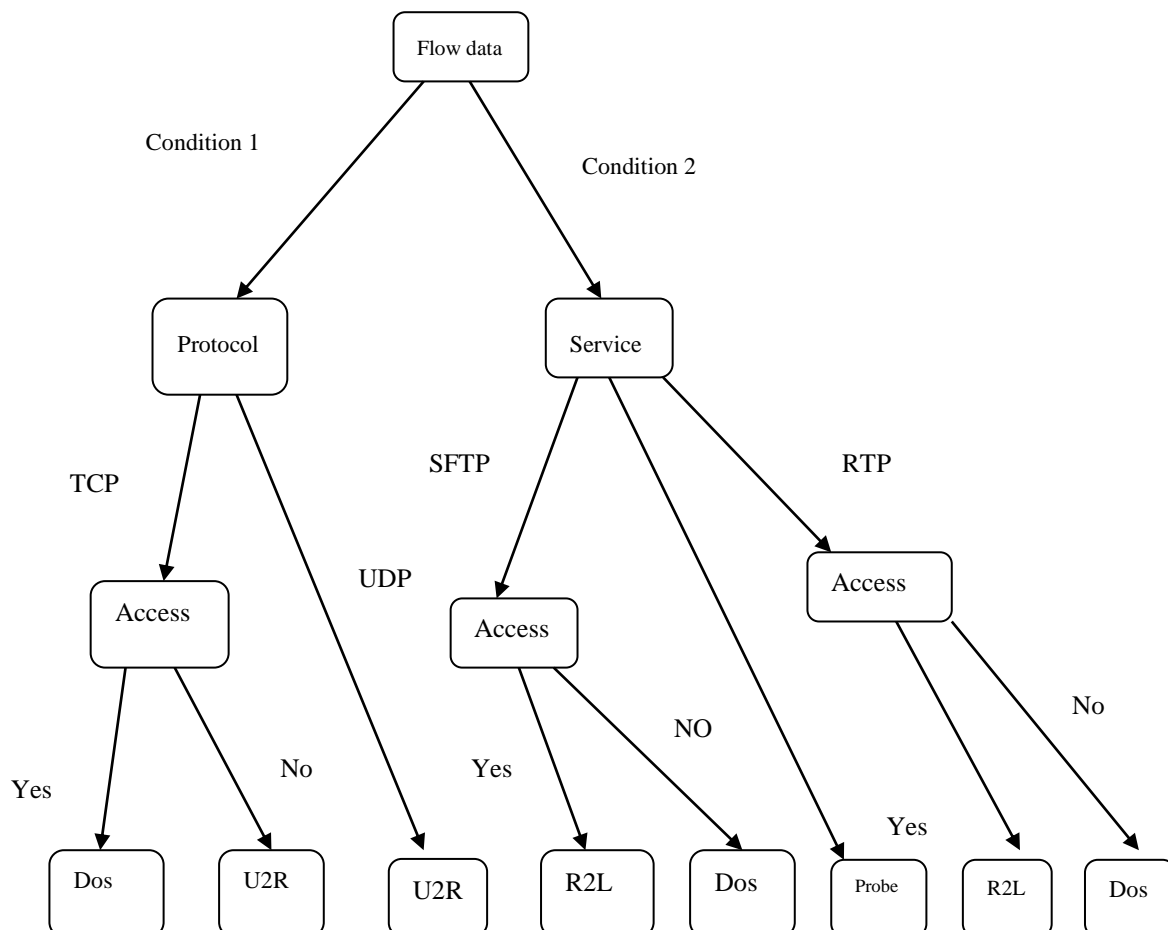 Flow data
Condition 1
Condition 2
Protocol
Service
TCP
SFTP
RTP
UDP
Access
Access
Access
Yes
No
Yes
NO
Yes
No
Dos
U2R
U2R
R2L
Dos
Probe
R2L
Dos